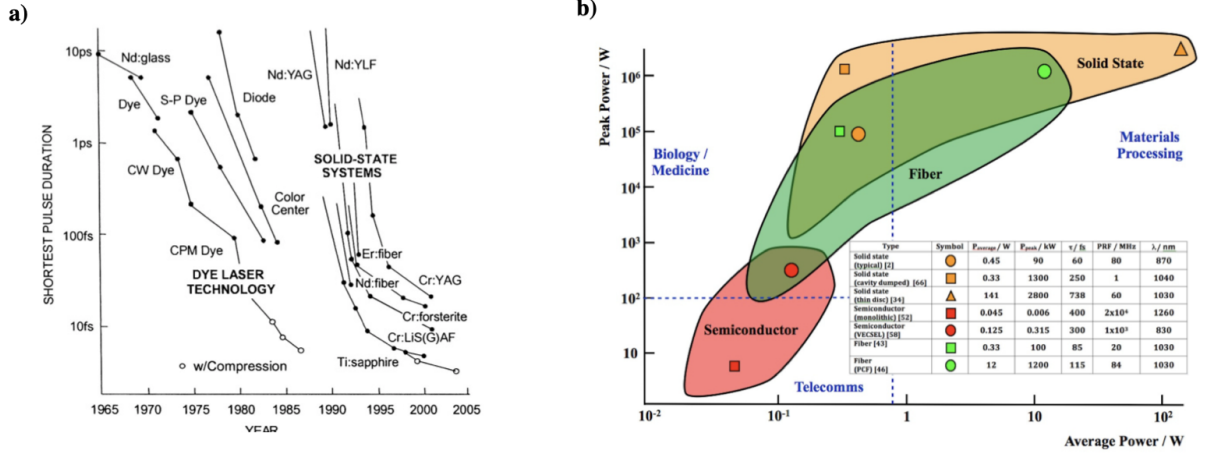 a)
10ps
1ps
100fs
10fs
SHORTEST PULSE DURATION
Nd:glass
Dye
S-P Dye
Diode
CW Dye
CPM Dye
Color
Center
DYE LASER
TECHNOLOGY
w/Compression
Nd:YAG
Nd:YLF
SOLID-STATE
SYSTEMS
Er:fiber
Cr:YAG
Nd:fiber
Cr:forsterite
Cr:LiS(G)AF
Ti:sapphire
1965 1970 1975 1980 1985 1990 1995 2000 2005
YEAR
b)
Peak Power / W
10⁶
10⁵
10⁴
10³
10²
10
Solid State
Biology /
Medicine
Materials
Processing
Fiber
Semiconductor
Telecomms
Type Symbol Paverage / W Ppeak / kW τ / fs PRF / MHz λ / nm
Solid state
(typical) [2] 0.45 90 60 80 870
Solid state
(cavity dumped) [66] 0.33 1300 250 1 1040
Solid state
(thin disc) [34] 141 2800 738 60 1030
Semiconductor
(monolithic) [52] 0.045 0.006 400 2x10⁴ 1260
Semiconductor
(VECSEL) [58] 0.125 0.315 300 1x10³ 830
Fiber [43] 0.33 100 85 20 1030
Fiber
(PCF) [46] 12 1200 115 84 1030
10⁻² 10⁻¹ 1 10 10²
Average Power / W